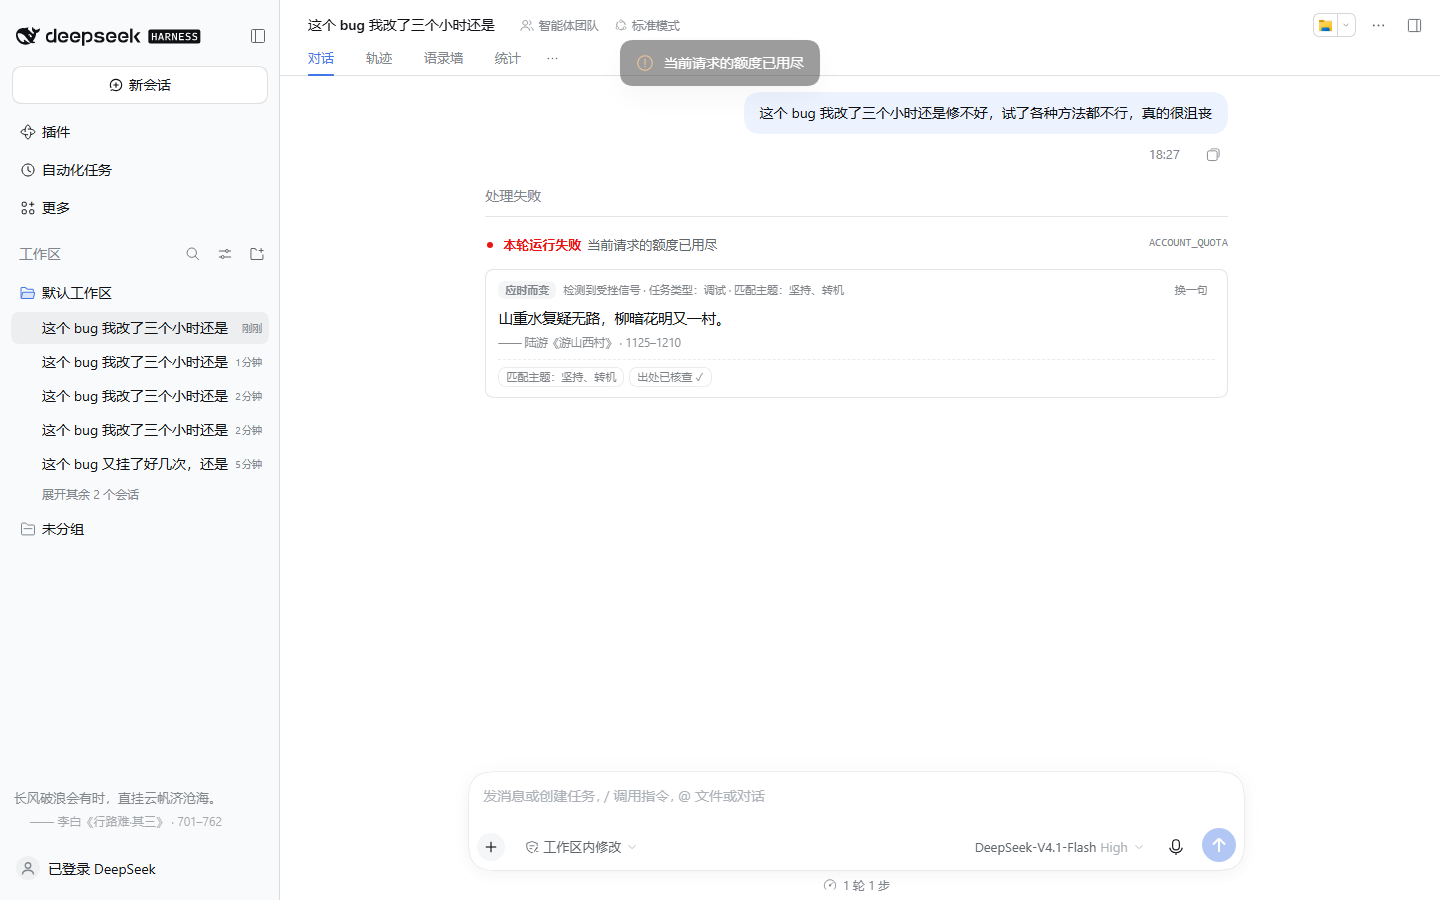 deepseek HARNESS
新会话
插件
自动化任务
更多
工作区
默认工作区
这个 bug 我改了三个小时还是 刚刚
这个 bug 我改了三个小时还是 1分钟
这个 bug 我改了三个小时还是 2分钟
这个 bug 我改了三个小时还是 2分钟
这个 bug 又挂了好几次，还是 5分钟
展开其余 2 个会话
未分组
长风破浪会有时，直挂云帆济沧海。
—— 李白《行路难·其三》 · 701–762
已登录 DeepSeek
这个 bug 我改了三个小时还是 智能体团队 标准模式
对话 轨迹 语录墙 统计 ···
当前请求的额度已用尽
这个 bug 我改了三个小时还是修不好，试了各种方法都不行，真的很沮丧
18:27
处理失败
本轮运行失败 当前请求的额度已用尽 ACCOUNT_QUOTA
应时而变 检测到受挫信号 · 任务类型：调试 · 匹配主题：坚持、转机 换一句
山重水复疑无路，柳暗花明又一村。
—— 陆游《游山西村》 · 1125–1210
匹配主题：坚持、转机 出处已核查 ✓
发消息或创建任务, / 调用指令, @ 文件或对话
工作区内修改 DeepSeek-V4.1-Flash High
1 轮 1 步